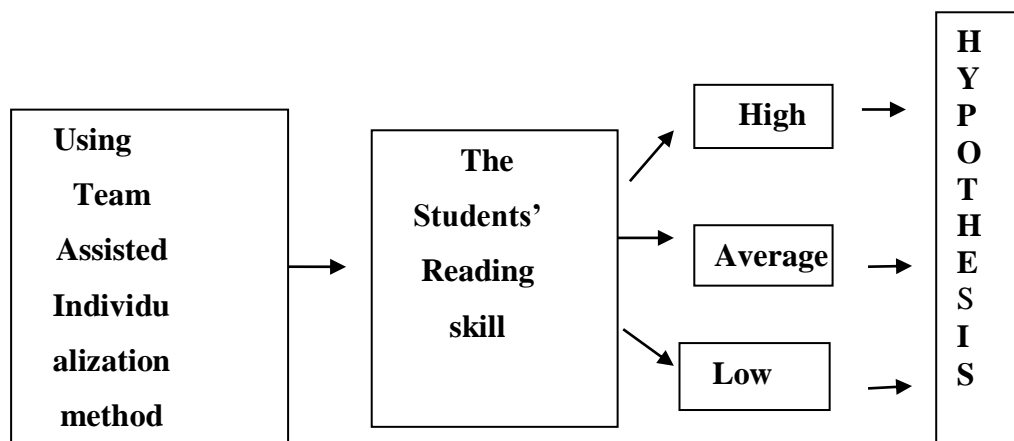 Using
Team
Assisted
Individu
alization
method
The
Students’
Reading
skill
High
Average
Low
H
Y
P
O
T
H
E
S
I
S